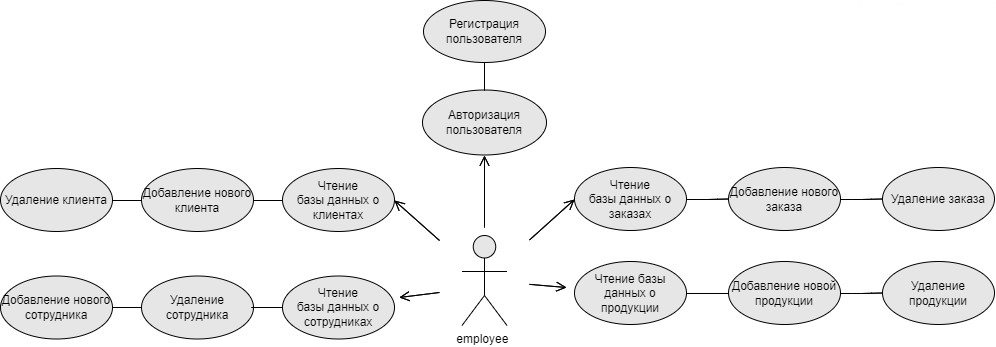 Регистрация
пользователя
Авторизация
пользователя
Удаление клиента
Добавление нового
клиента
Чтение
базы данных о
клиентах
Чтение
базы данных о
заказах
Добавление нового
заказа
Удаление заказа
Добавление нового
сотрудника
Удаление
сотрудника
Чтение
базы данных о
сотрудниках
Чтение базы
данных о
продукции
Добавление новой
продукции
Удаление
продукции
employee